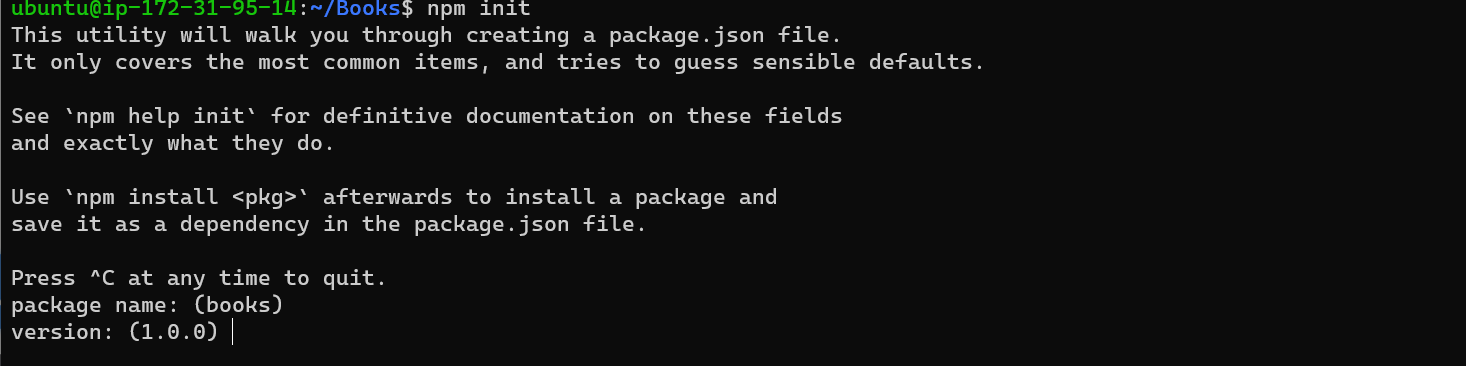 ubuntu@ip-172-31-95-14:~/Books$ npm init
This utility will walk you through creating a package.json file.
It only covers the most common items, and tries to guess sensible defaults.
See `npm help init` for definitive documentation on these fields
and exactly what they do.
Use `npm install <pkg>` afterwards to install a package and
save it as a dependency in the package.json file.
Press ^C at any time to quit.
package name: (books)
version: (1.0.0)